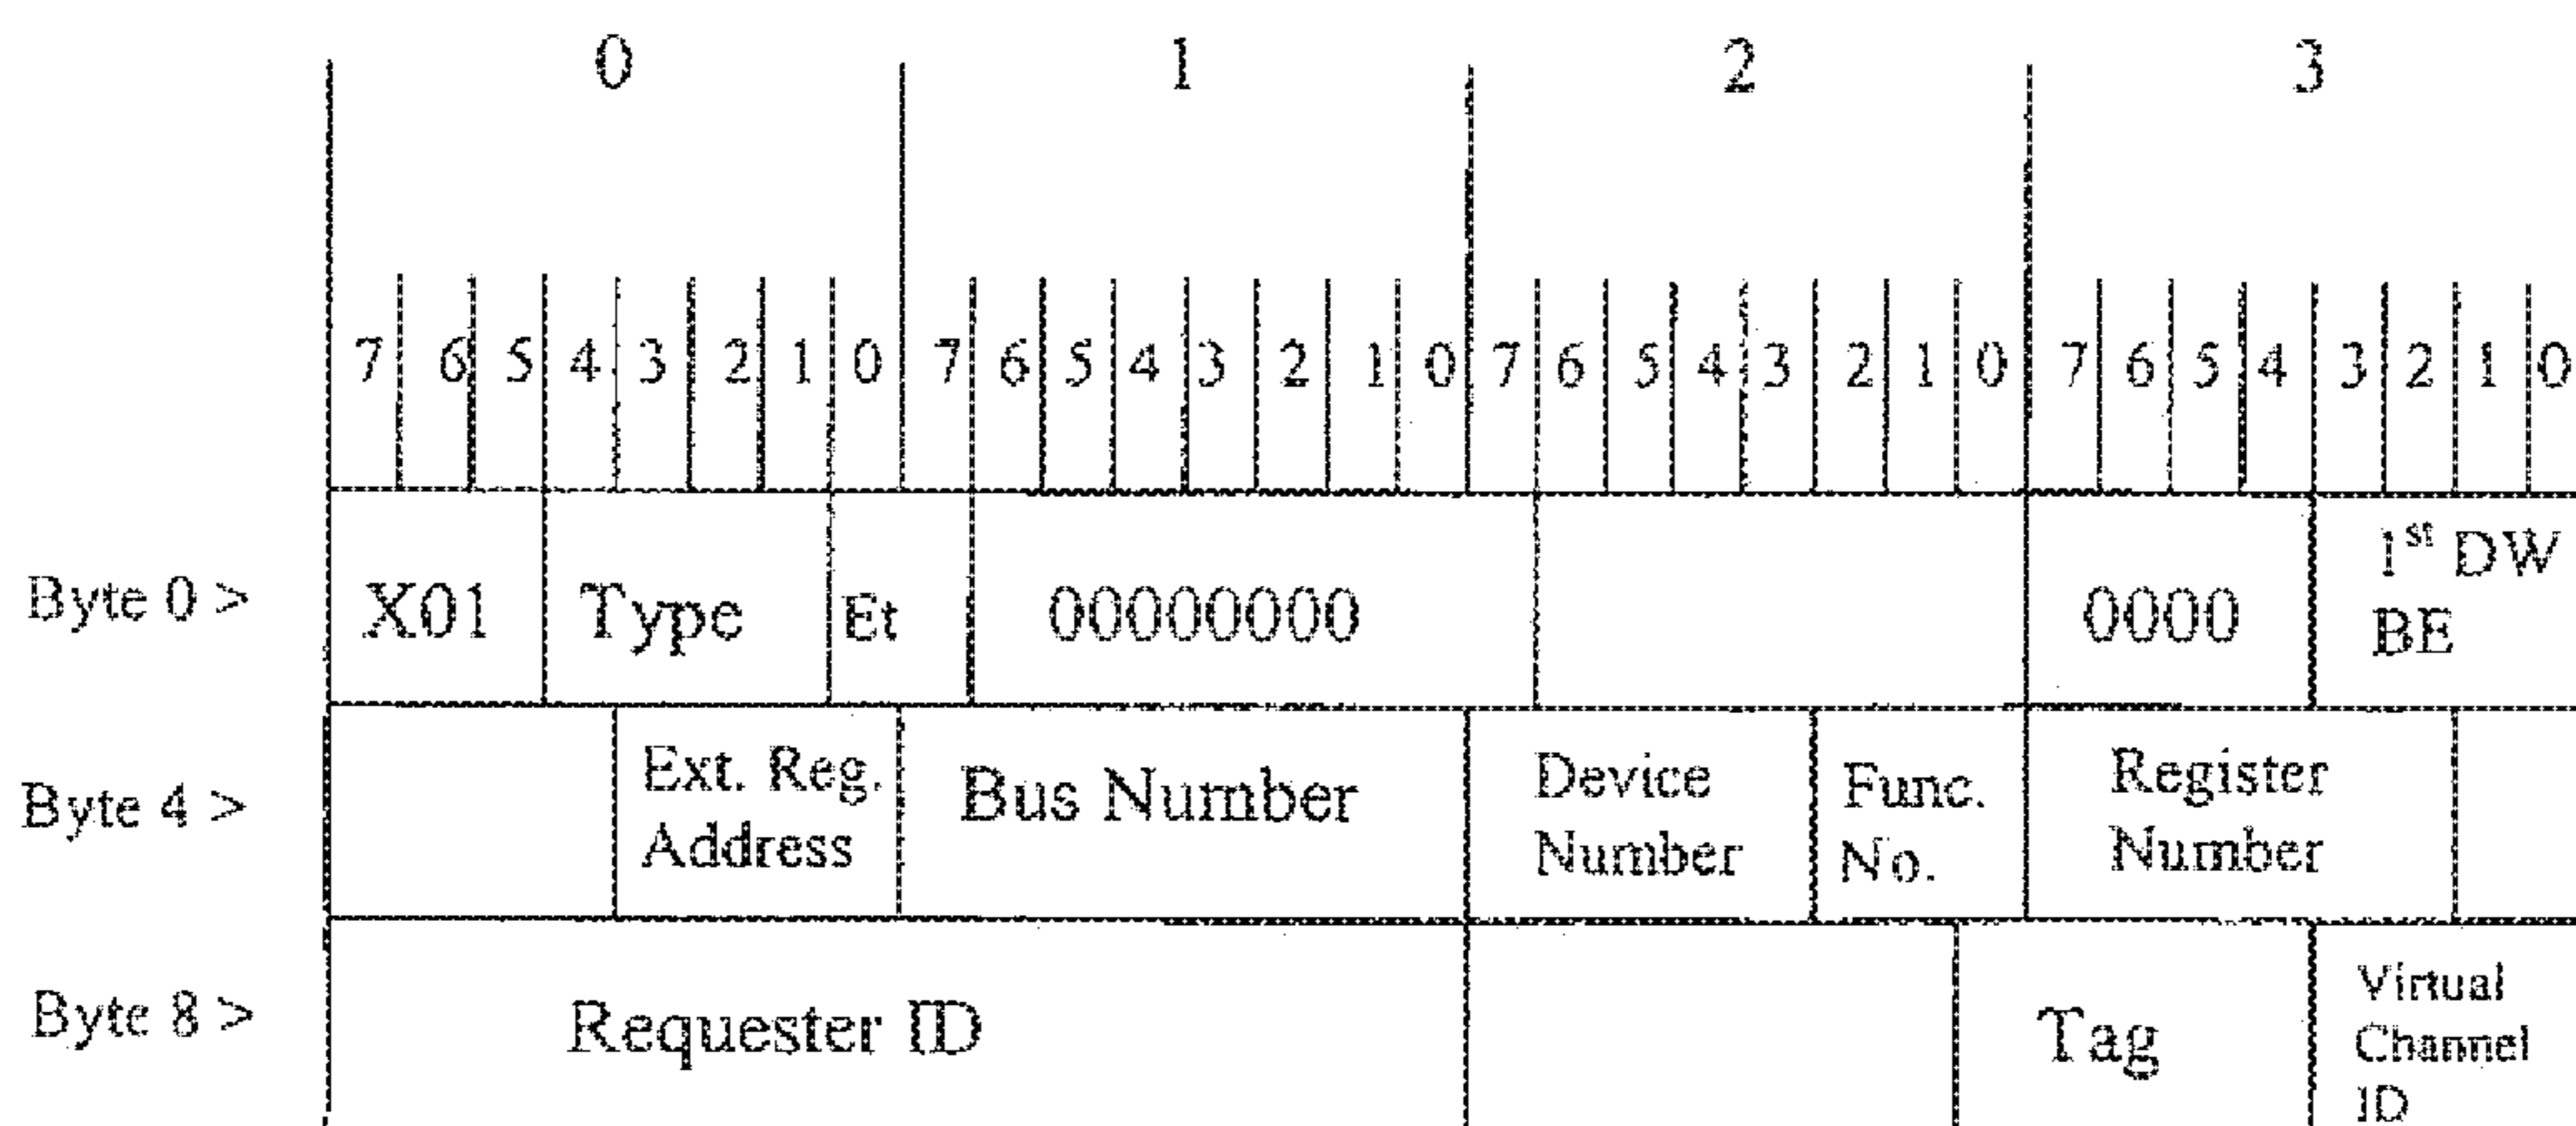 0 1 2 3
7 6 5 4 3 2 1 0 7 6 5 4 3 2 1 0 7 6 5 4 3 2 1 0 7 6 5 4 3 2 1 0
Byte 0 > X01 Type Et 00000000 0000 1st DW
BE
Byte 4 > Ext. Reg. Address Bus Number Device Number Func. No. Register Number
Byte 8 > Requester ID Tag Virtual
Channel
ID